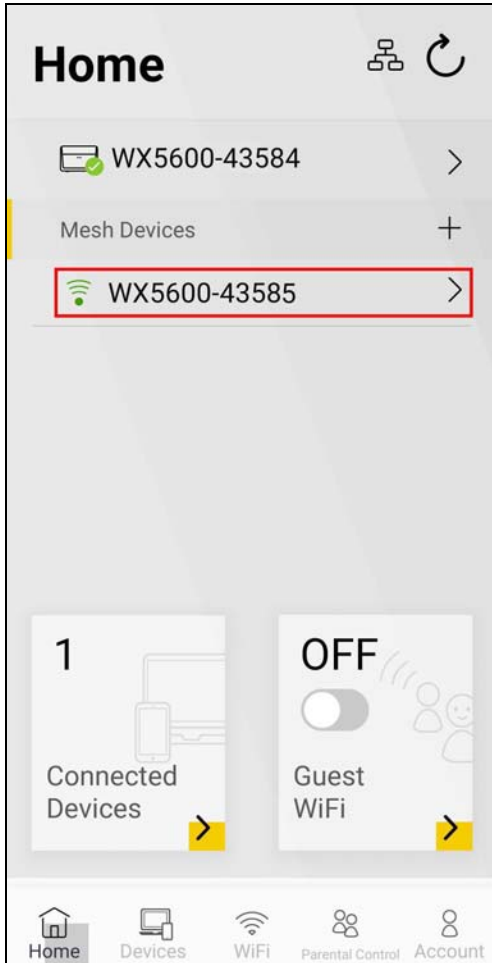 Home
WX5600-43584
Mesh Devices
WX5600-43585
1
Connected
Devices
OFF
Guest
WiFi
Home
Devices
WiFi
Parental Control
Account